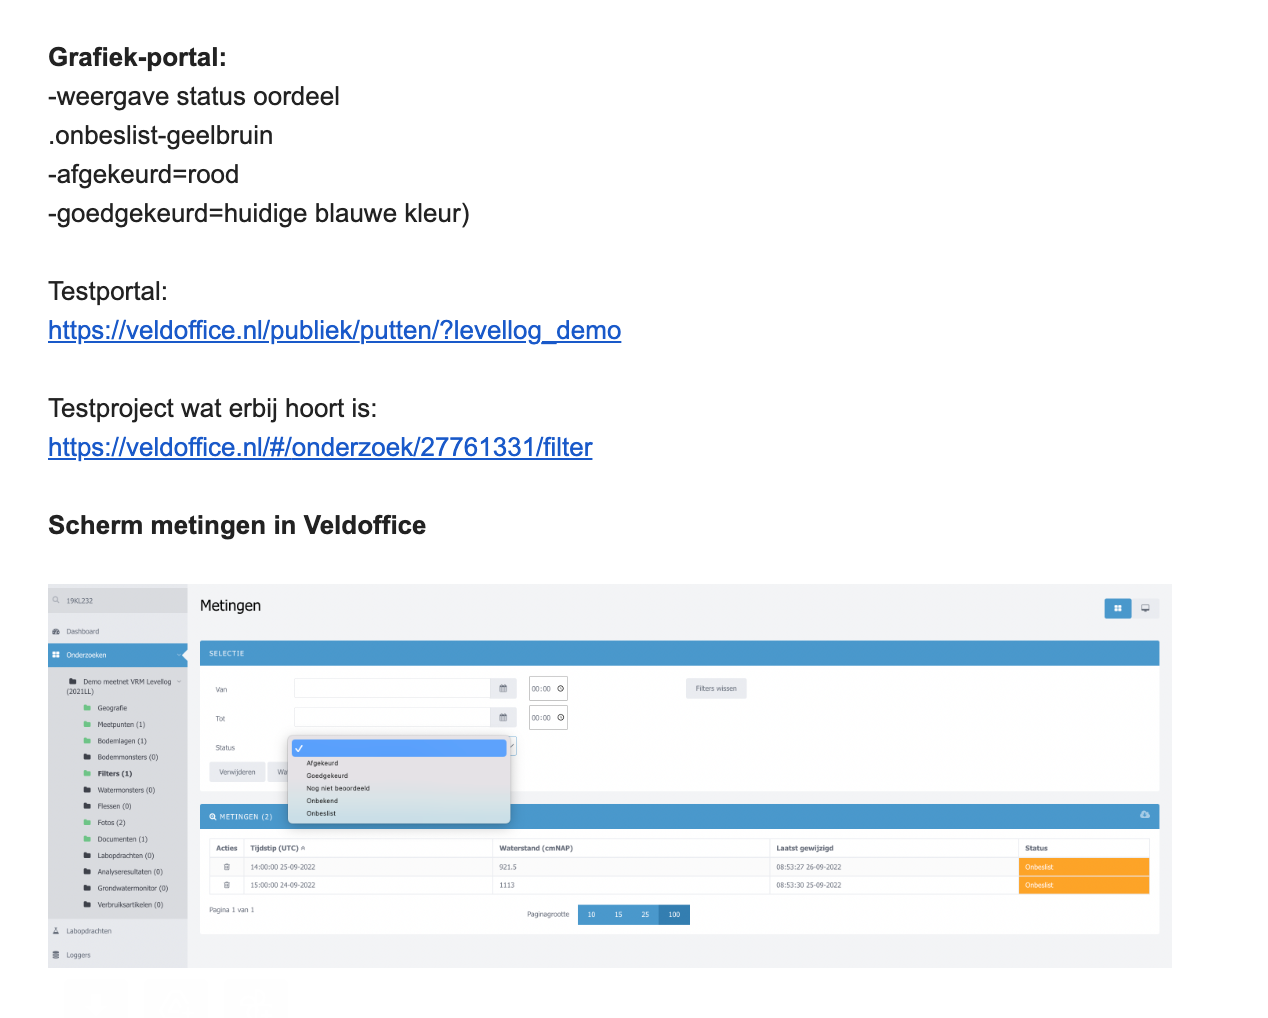 Grafiek-portal:
-weergave status oordeel
.onbeslist-geelbruin
-afgekeurd=rood
-goedgekeurd=huidige blauwe kleur)
Testportal:
https://veldoffice.nl/publiek/putten/?levellog_demo
Testproject wat erbij hoort is:
https://veldoffice.nl/#/onderzoek/27761331/filter
Scherm metingen in Veldoffice
19KL232
Dashboard
Onderzoeken
Demo meetnet VRM Levellog
(2021LL)
Geografie
Meetpunten (1)
Bodemlagen (1)
Bodemmonsters (0)
Filters (1)
Watermonsters (0)
Flessen (0)
Fotos (2)
Documenten (1)
Labopdrachten (0)
Analyseresultaten (0)
Grondwatermonitor (0)
Verbruiksartikelen (0)
Labopdrachten
Loggers
Metingen
SELECTIE
Van 00:00 Filters wissen
Tot 00:00
Status
Afgekeurd
Goedgekeurd
Nog niet beoordeeld
Onbekend
Onbeslist
Verwijderen Wa
METINGEN (2)
Acties Tijdstip (UTC) Waterstand (cmNAP) Laatst gewijzigd Status
14:00:00 25-09-2022 921.5 08:53:27 26-09-2022 Onbeslist
15:00:00 24-09-2022 1113 08:53:30 26-09-2022 Onbeslist
Pagina 1 van 1
Paginagrootte 10 15 25 100